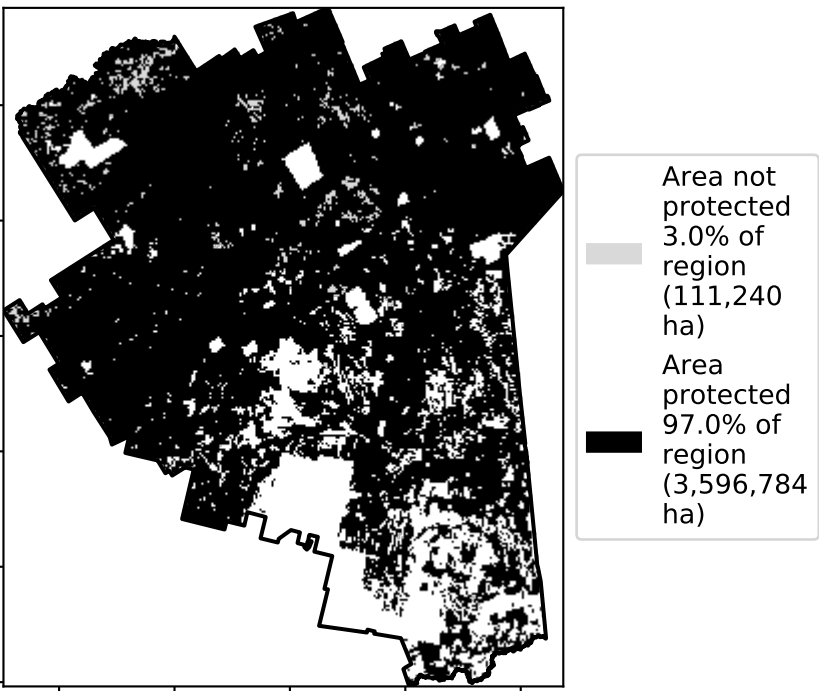 Area not
protected
3.0% of
region
(111,240
ha)
Area
protected
97.0% of
region
(3,596,784
ha)